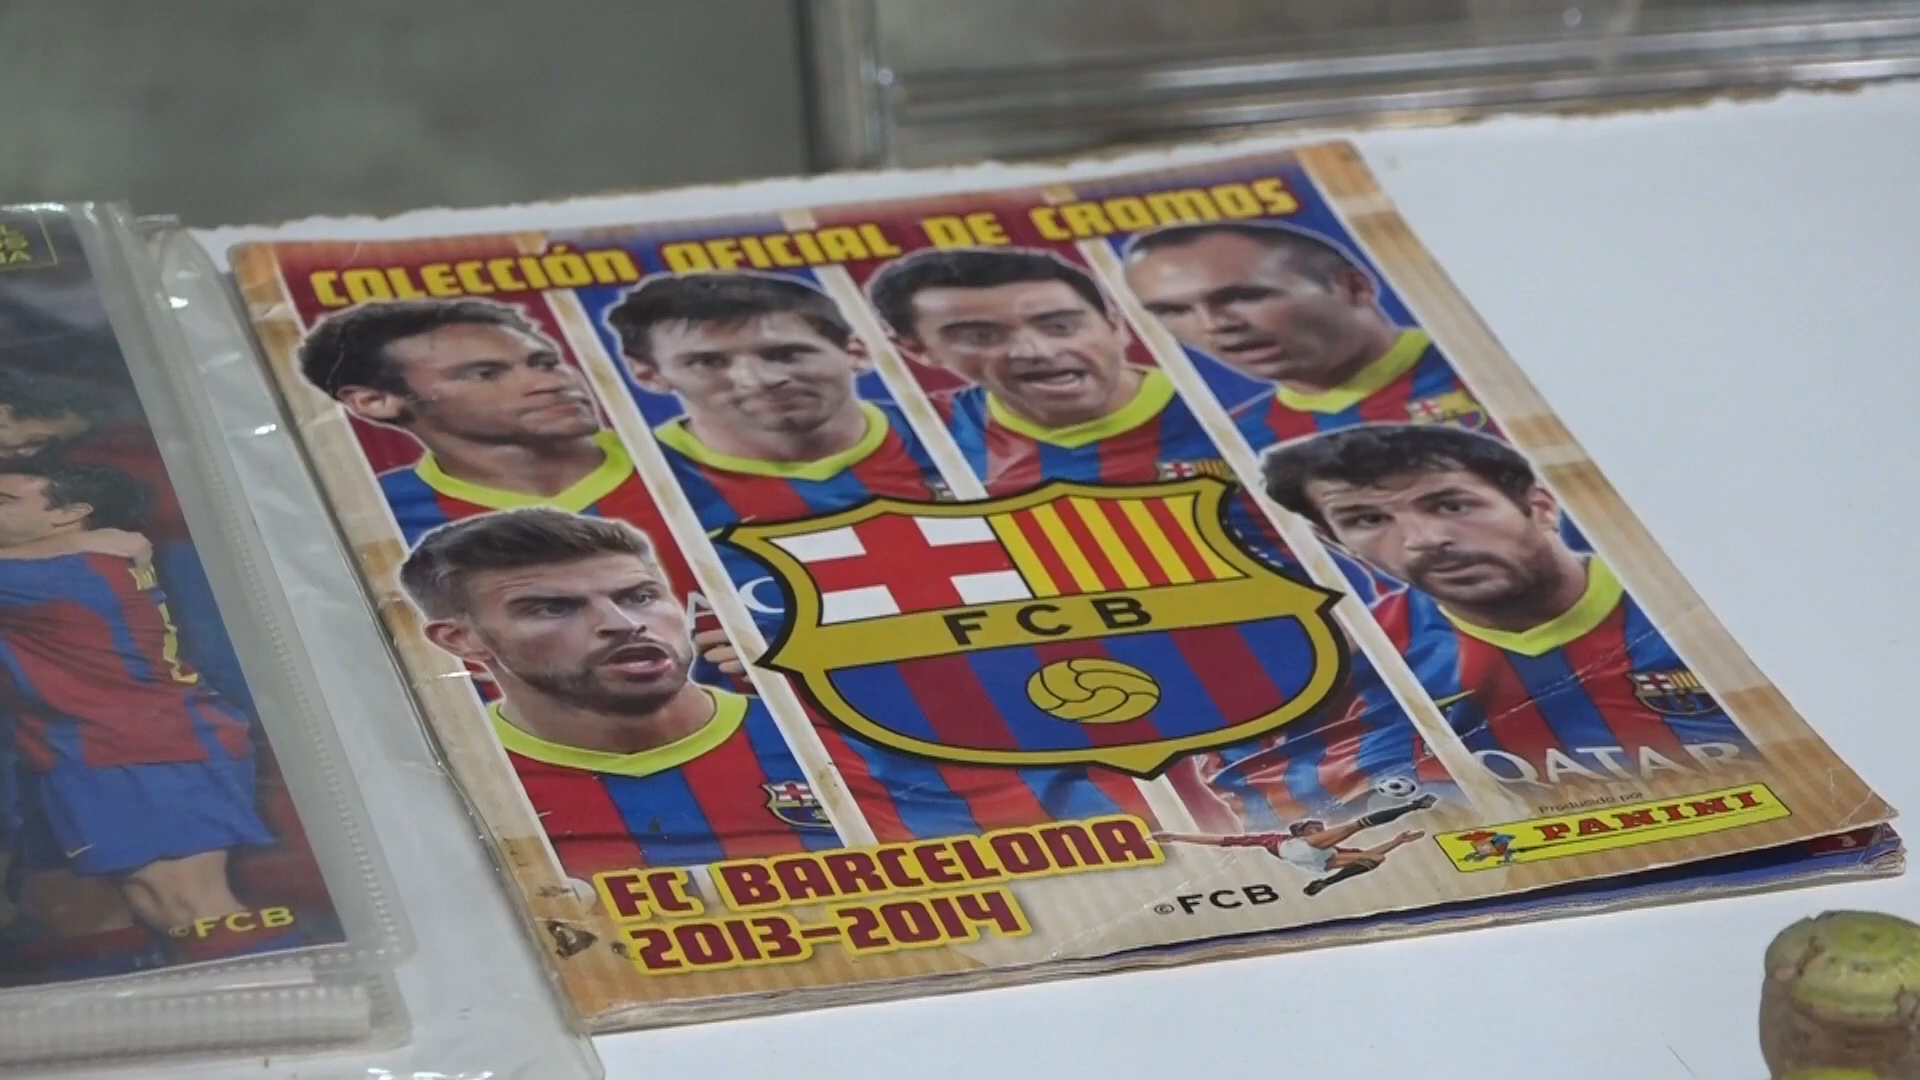 COLECCIÓN OFICIAL DE CROMOS
FCB
QATAR
Producido por
PANINI
FC BARCELONA
2013-2014
©FCB
©FCB